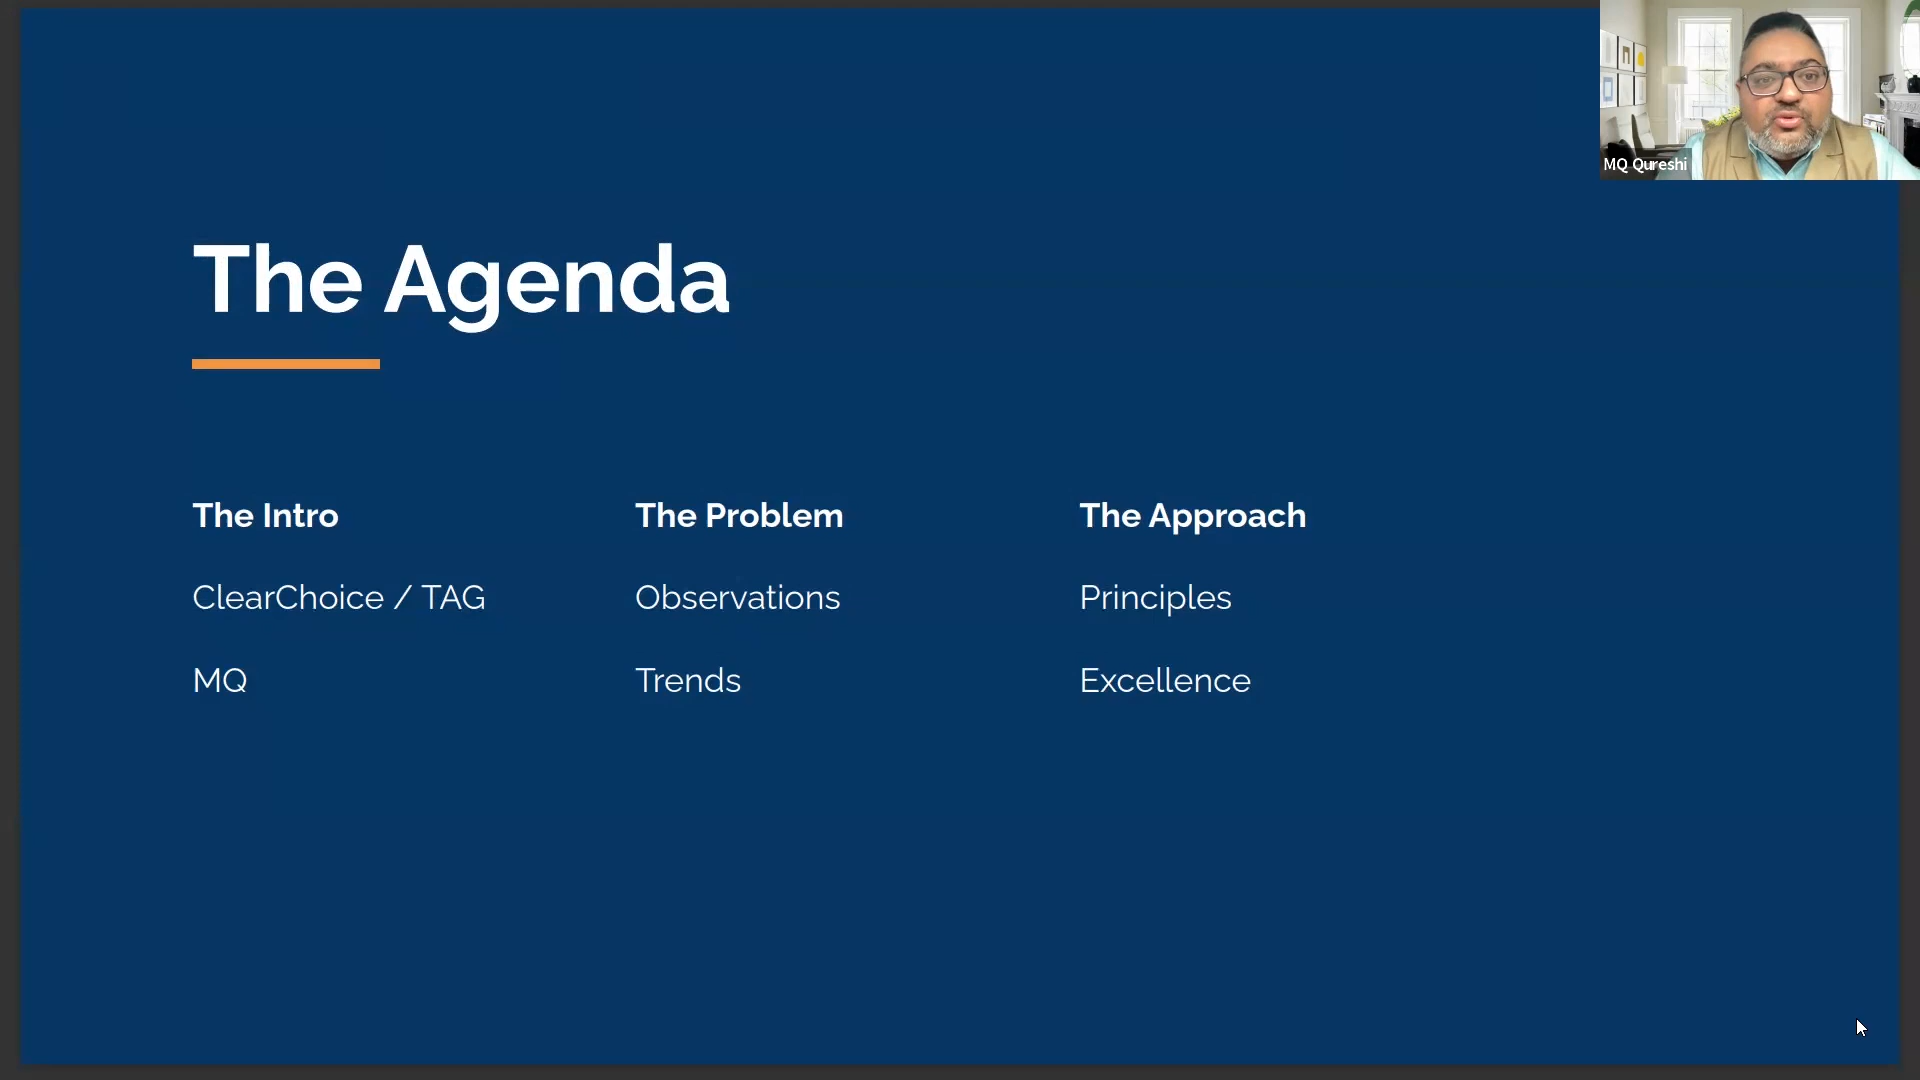 MQ Qureshi
The Agenda
The Intro
ClearChoice / TAG
MQ
The Problem
Observations
Trends
The Approach
Principles
Excellence